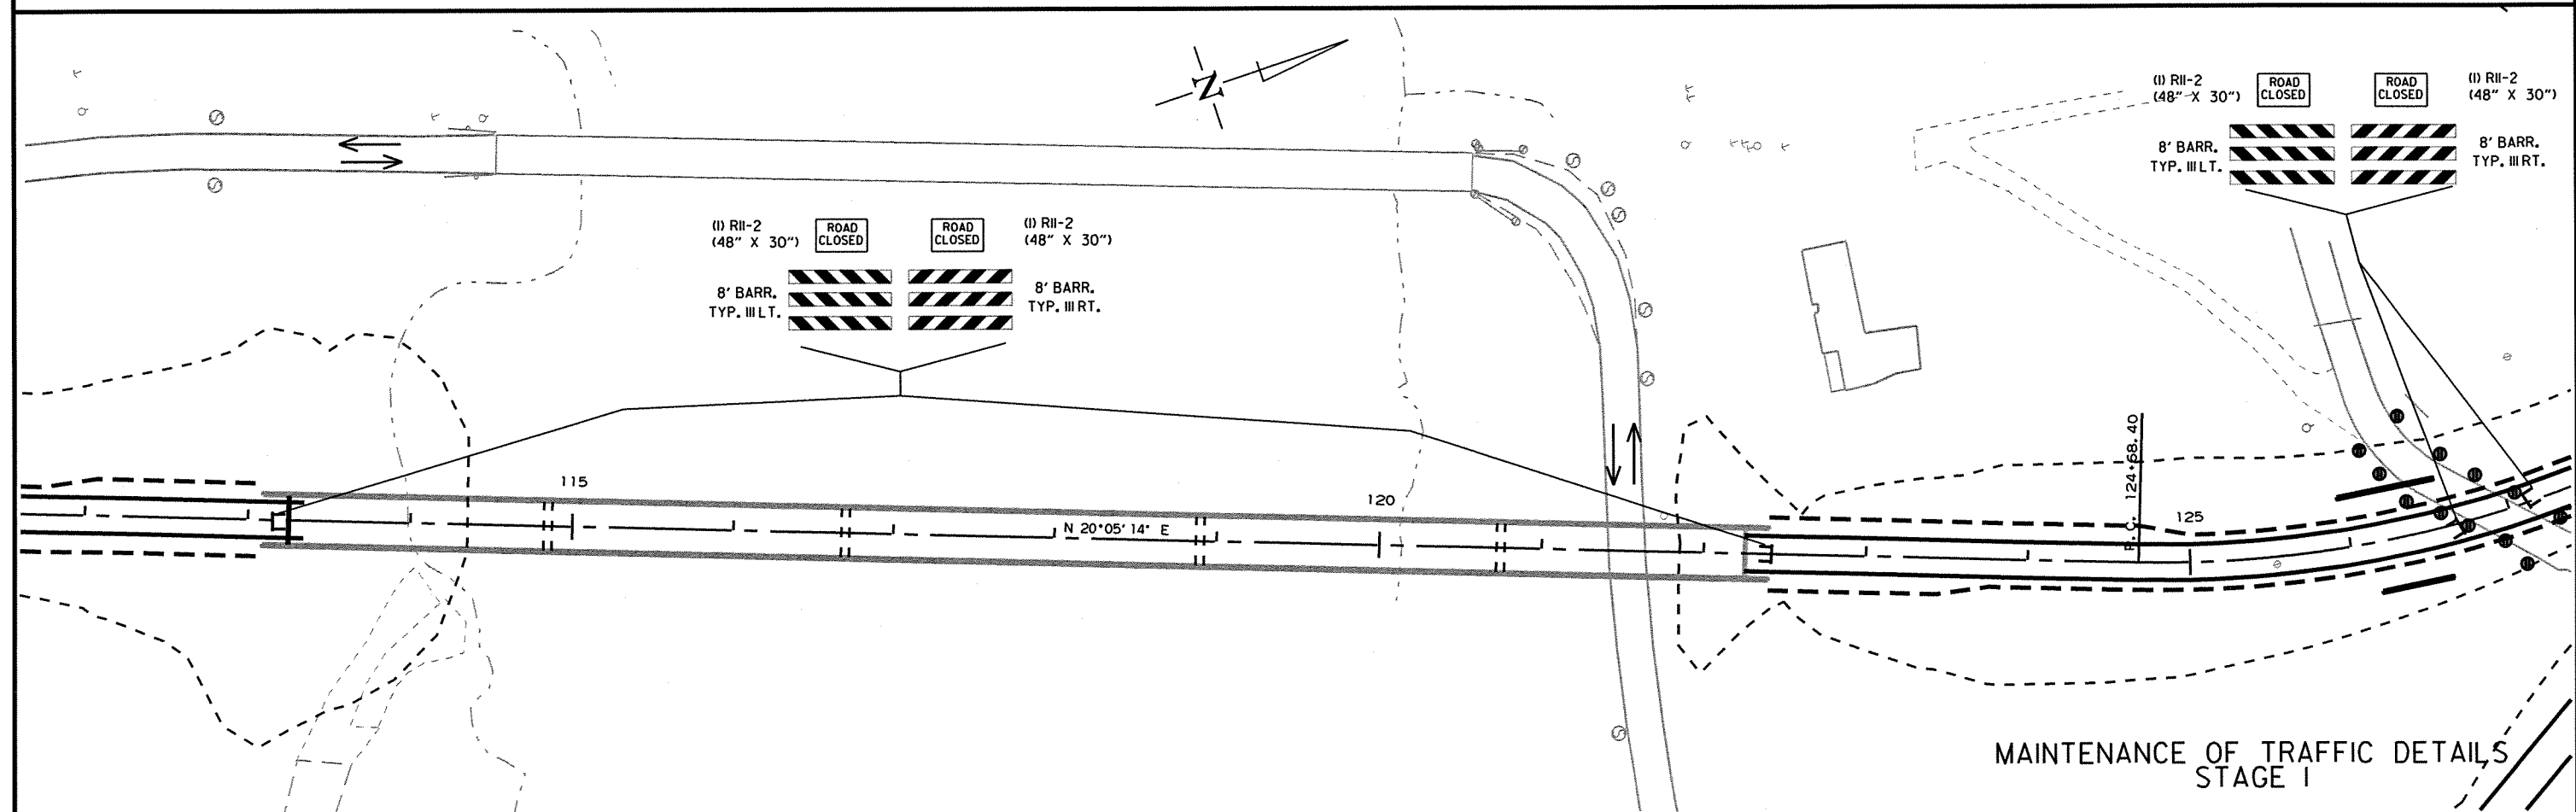 N
(1) R11-2
(48" X 30")
ROAD
CLOSED
ROAD
CLOSED
(1) R11-2
(48" X 30")
8' BARR.
TYP. III LT.
8' BARR.
TYP. III RT.
(1) R11-2
(48" X 30")
ROAD
CLOSED
ROAD
CLOSED
(1) R11-2
(48" X 30")
8' BARR.
TYP. III LT.
8' BARR.
TYP. III RT.
115
120
N 20°05'14" E
P.C. 124+68.40
125
MAINTENANCE OF TRAFFIC DETAILS
STAGE 1